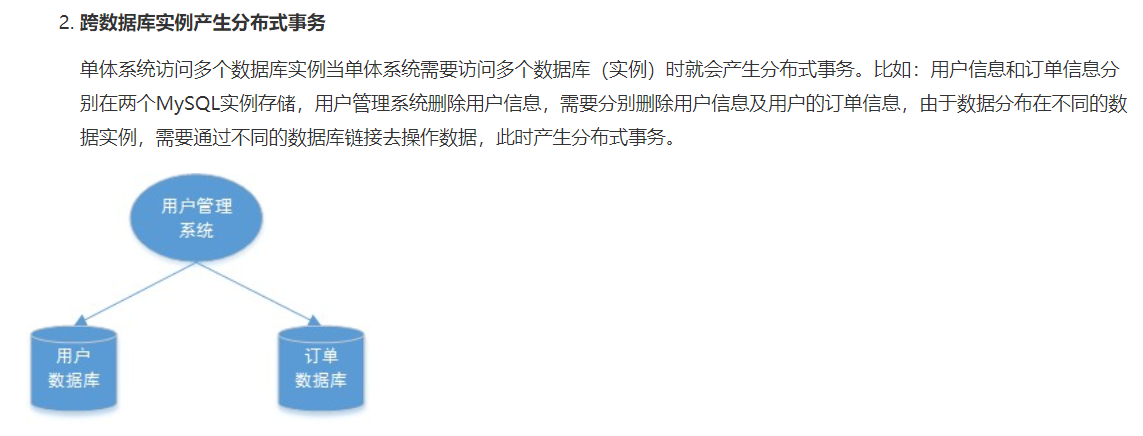 2. 跨数据库实例产生分布式事务
单体系统访问多个数据库实例当单体系统需要访问多个数据库（实例）时就会产生分布式事务。比如：用户信息和订单信息分
别在两个MySQL实例存储，用户管理系统删除用户信息，需要分别删除用户信息及用户的订单信息，由于数据分布在不同的数
据实例，需要通过不同的数据库链接去操作数据，此时产生分布式事务。
用户管理
系统
用户
数据库
订单
数据库